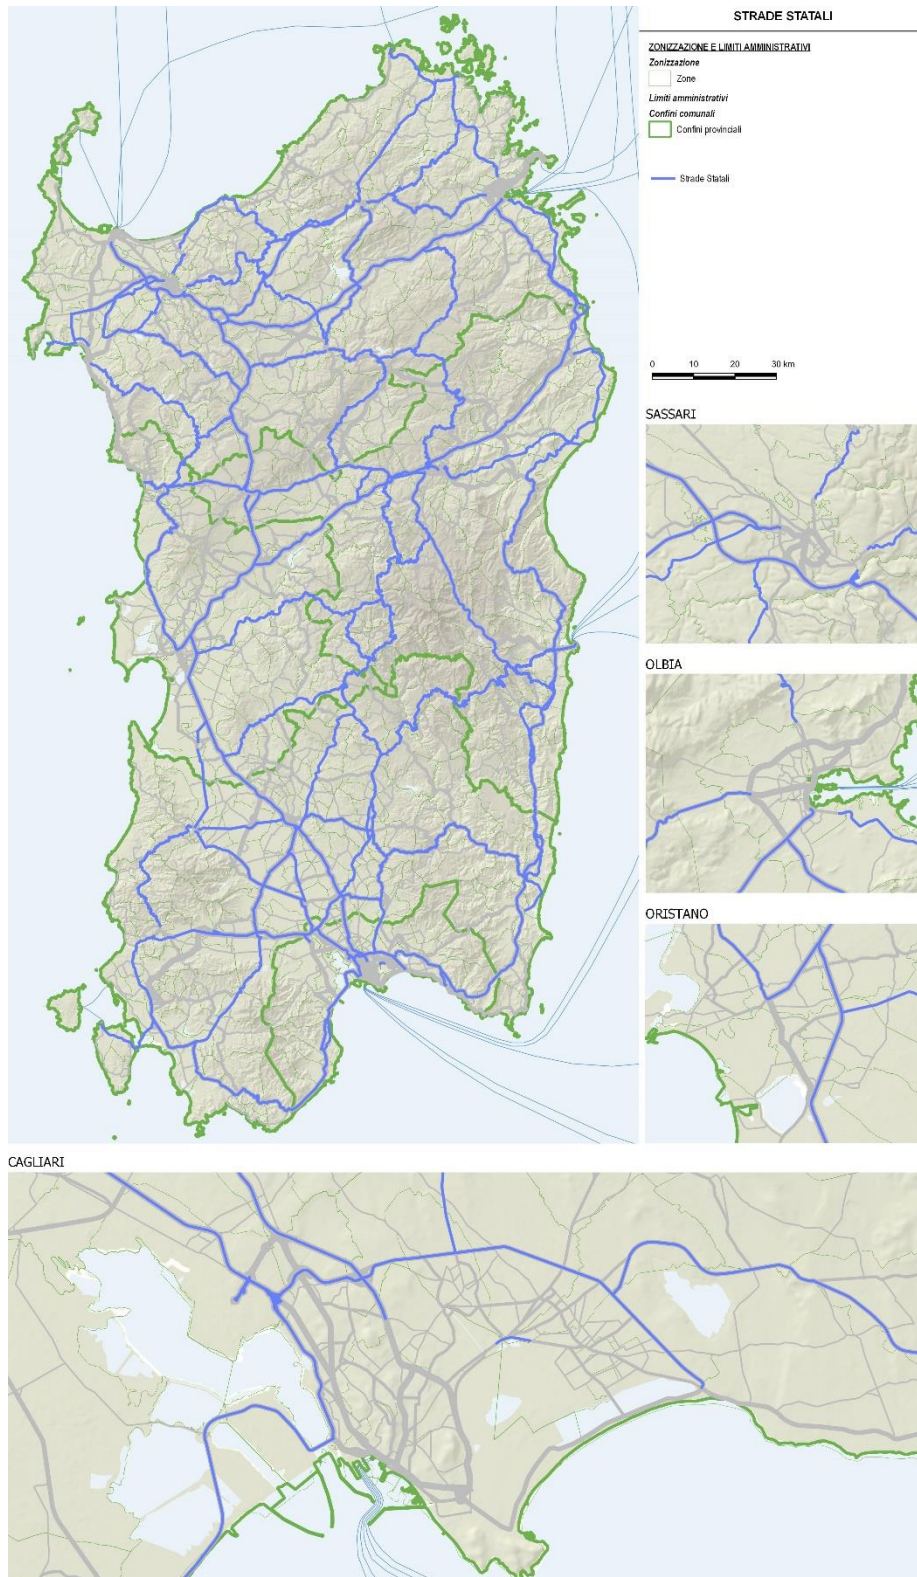 STRADE STATALI
ZONIZZAZIONE E LIMITI AMMINISTRATIVI
Zonizzazione
Zone
Limiti amministrativi
Confini comunali
Confini provinciali
Strade Statali
0 10 20 30 km
SASSARI
OLBIA
ORISTANO
CAGLIARI